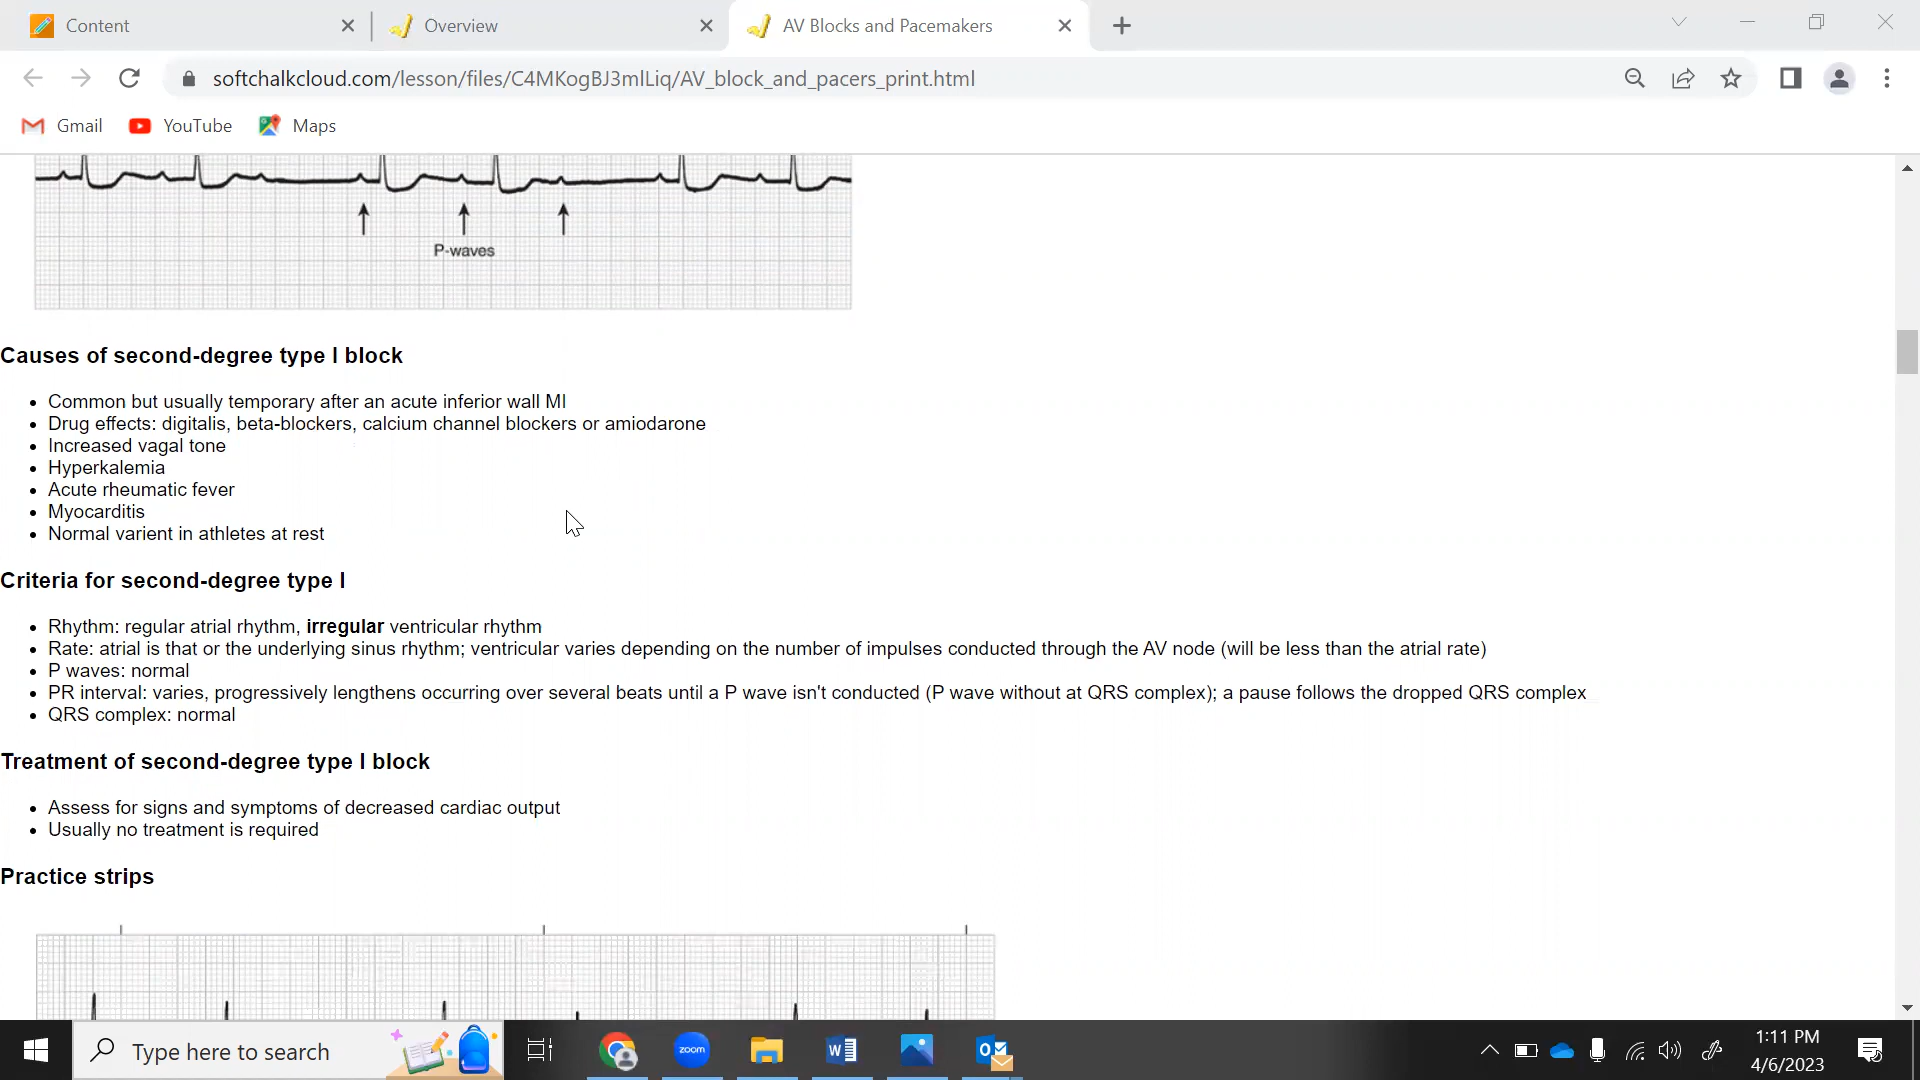 Content
Overview
AV Blocks and Pacemakers
softchalkcloud.com/lesson/files/C4MKogBJ3mlLiq/AV_block_and_pacers_print.html
Gmail
YouTube
Maps
P-waves
Causes of second-degree type I block
Common but usually temporary after an acute inferior wall MI
Drug effects: digitalis, beta-blockers, calcium channel blockers or amiodarone
Increased vagal tone
Hyperkalemia
Acute rheumatic fever
Myocarditis
Normal varient in athletes at rest
Criteria for second-degree type I
Rhythm: regular atrial rhythm, irregular ventricular rhythm
Rate: atrial is that or the underlying sinus rhythm; ventricular varies depending on the number of impulses conducted through the AV node (will be less than the atrial rate)
P waves: normal
PR interval: varies, progressively lengthens occurring over several beats until a P wave isn't conducted (P wave without at QRS complex); a pause follows the dropped QRS complex
QRS complex: normal
Treatment of second-degree type I block
Assess for signs and symptoms of decreased cardiac output
Usually no treatment is required
Practice strips
Type here to search
zoom
1:11 PM
4/6/2023